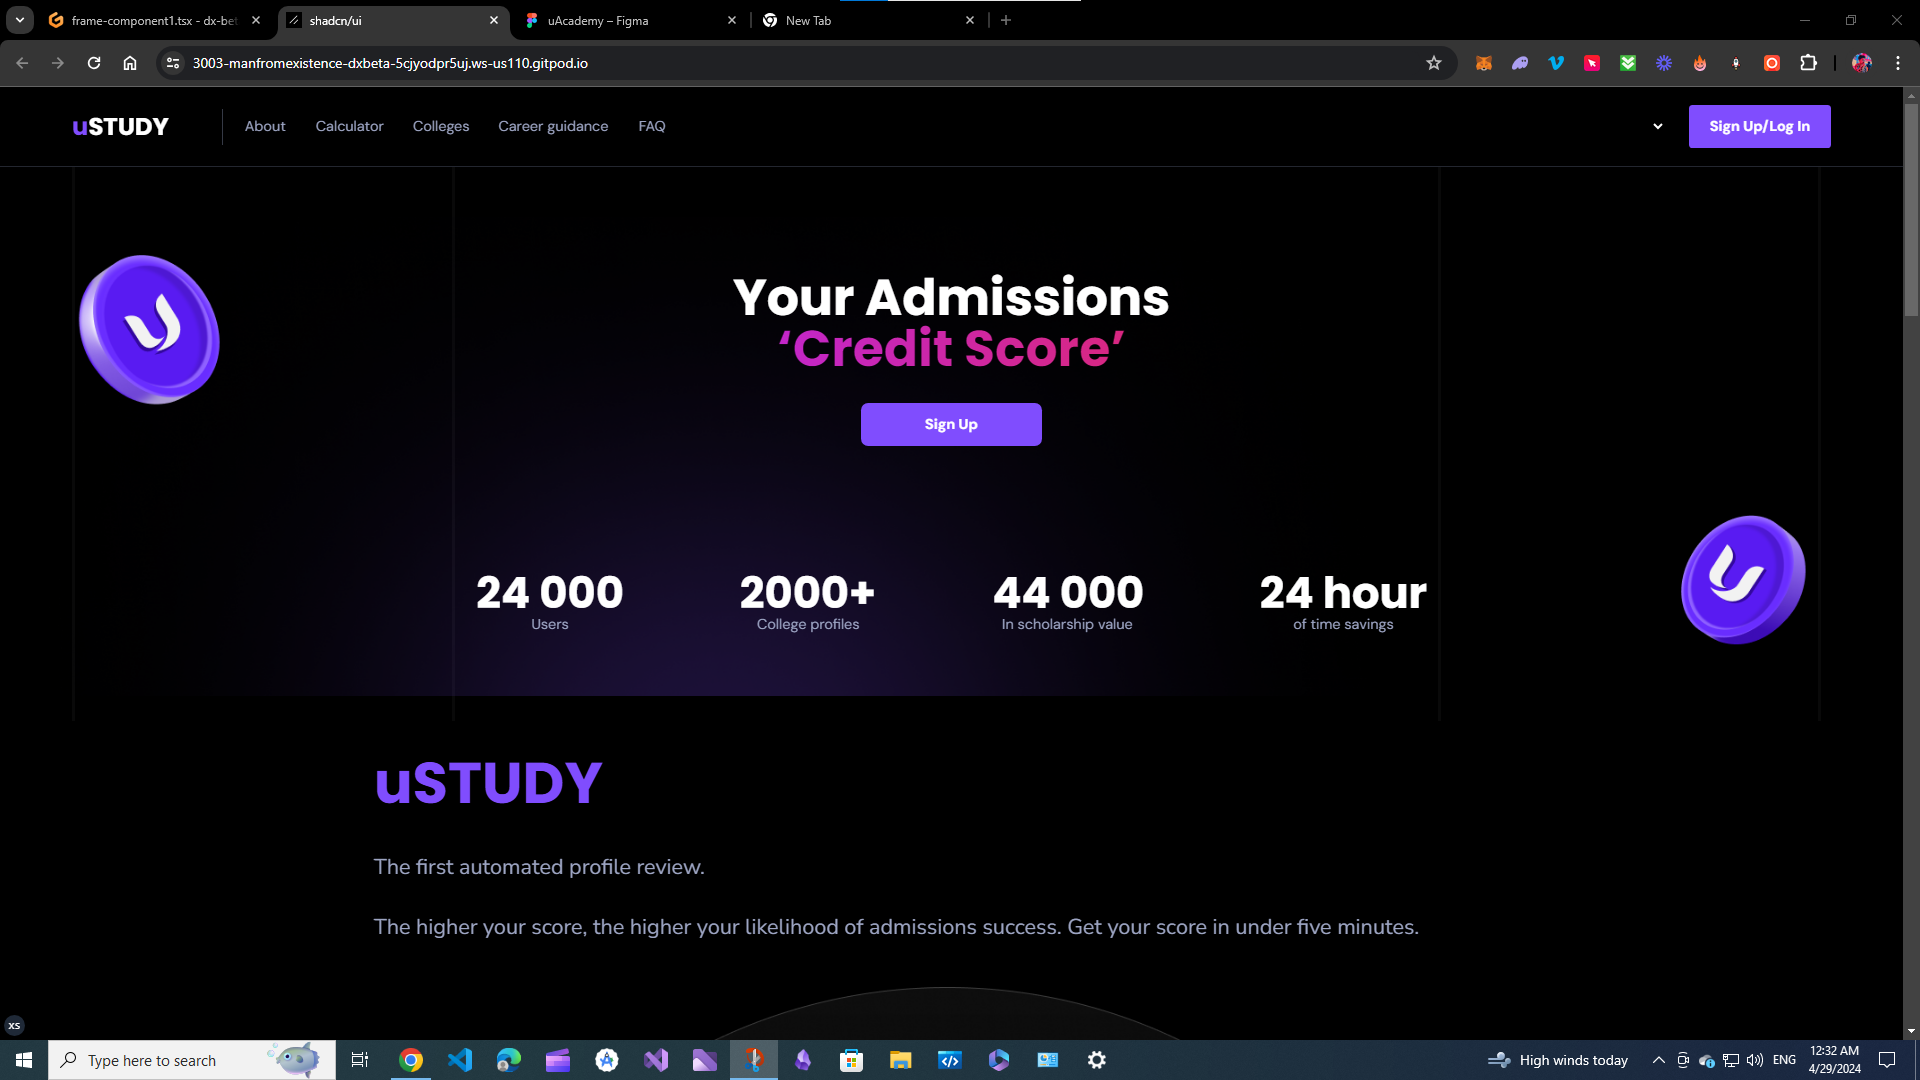 frame-component1.tsx - dx-bet
shadcn/ui
uAcademy – Figma
New Tab
3003-manfromexistence-dxbeta-5cjyodpr5uj.ws-us110.gitpod.io
uSTUDY
About
Calculator
Colleges
Career guidance
FAQ
Sign Up/Log In
Your Admissions
‘Credit Score’
Sign Up
24 000
Users
2000+
College profiles
44 000
In scholarship value
24 hour
of time savings
uSTUDY
The first automated profile review.
The higher your score, the higher your likelihood of admissions success. Get your score in under five minutes.
xs
Type here to search
High winds today
ENG
12:32 AM
4/29/2024